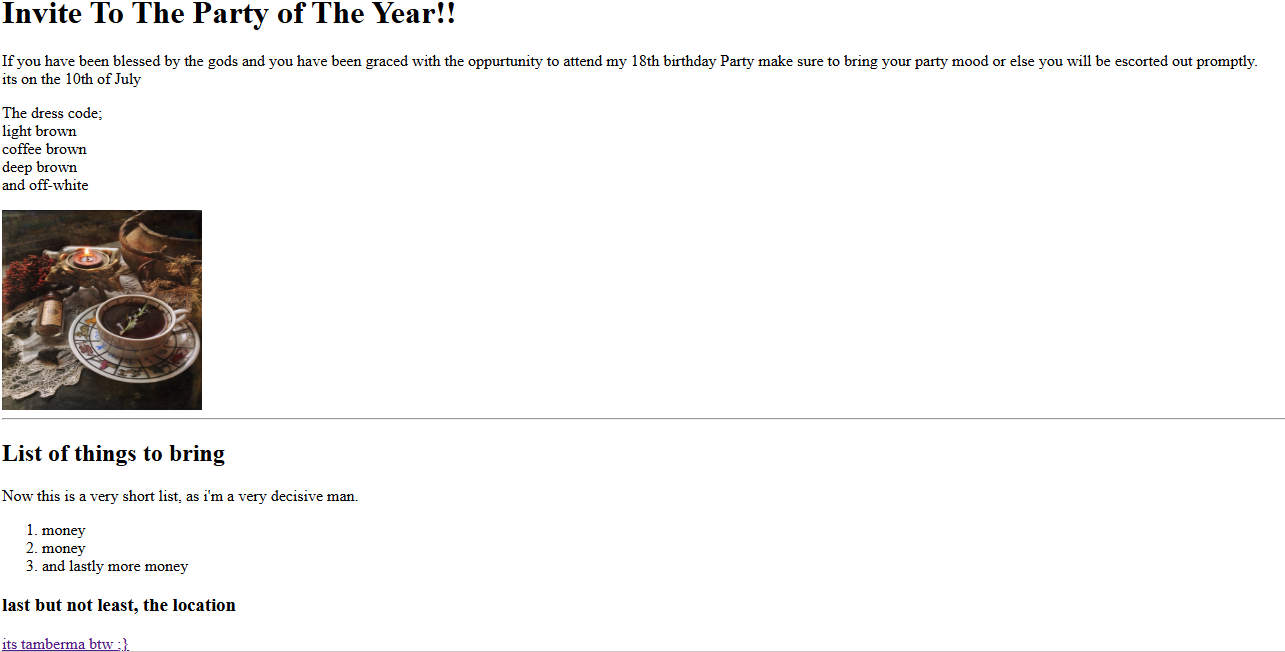 Invite To The Party of The Year!!
If you have been blessed by the gods and you have been graced with the oppurtunity to attend my 18th birthday Party make sure to bring your party mood or else you will be escorted out promptly.
its on the 10th of July
The dress code;
light brown
coffee brown
deep brown
and off-white
List of things to bring
Now this is a very short list, as i'm a very decisive man.
1. money
2. money
3. and lastly more money
last but not least, the location
its tamberma btw ;}